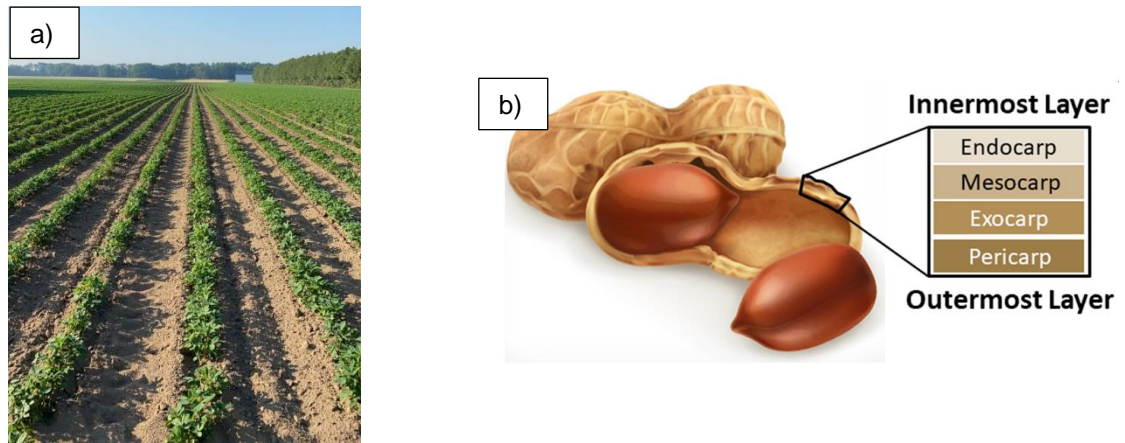 a)
b)
Innermost Layer
Endocarp
Mesocarp
Exocarp
Pericarp
Outermost Layer